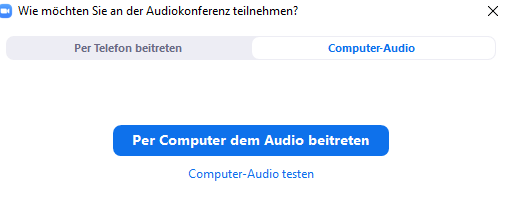 Wie möchten Sie an der Audiokonferenz teilnehmen?
Per Telefon beitreten
Computer-Audio
Per Computer dem Audio beitreten
Computer-Audio testen